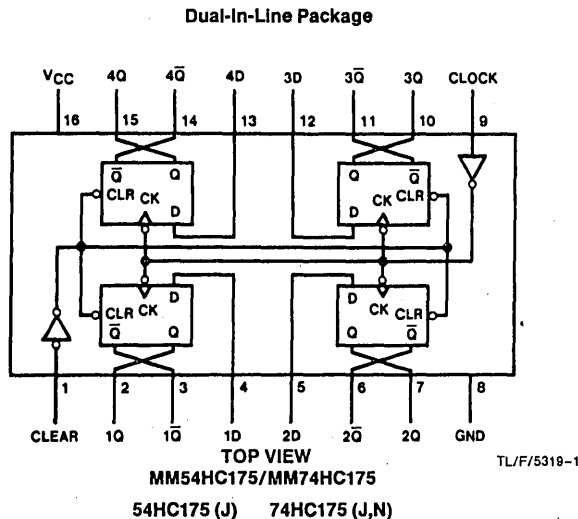 Dual-In-Line Package
VCC 4Q 4Q̅ 4D 3D 3Q̅ 3Q CLOCK
16 15 14 13 12 11 10 9
Q̅ Q Q Q̅
CLR CK CK CLR
D D
D D
CLR CK CK CLR
Q̅ Q Q Q̅
1 2 3 4 5 6 7 8
CLEAR 1Q 1Q̅ 1D 2D 2Q̅ 2Q GND
TOP VIEW
TL/F/5319-1
MM54HC175/MM74HC175
54HC175 (J) 74HC175 (J,N)